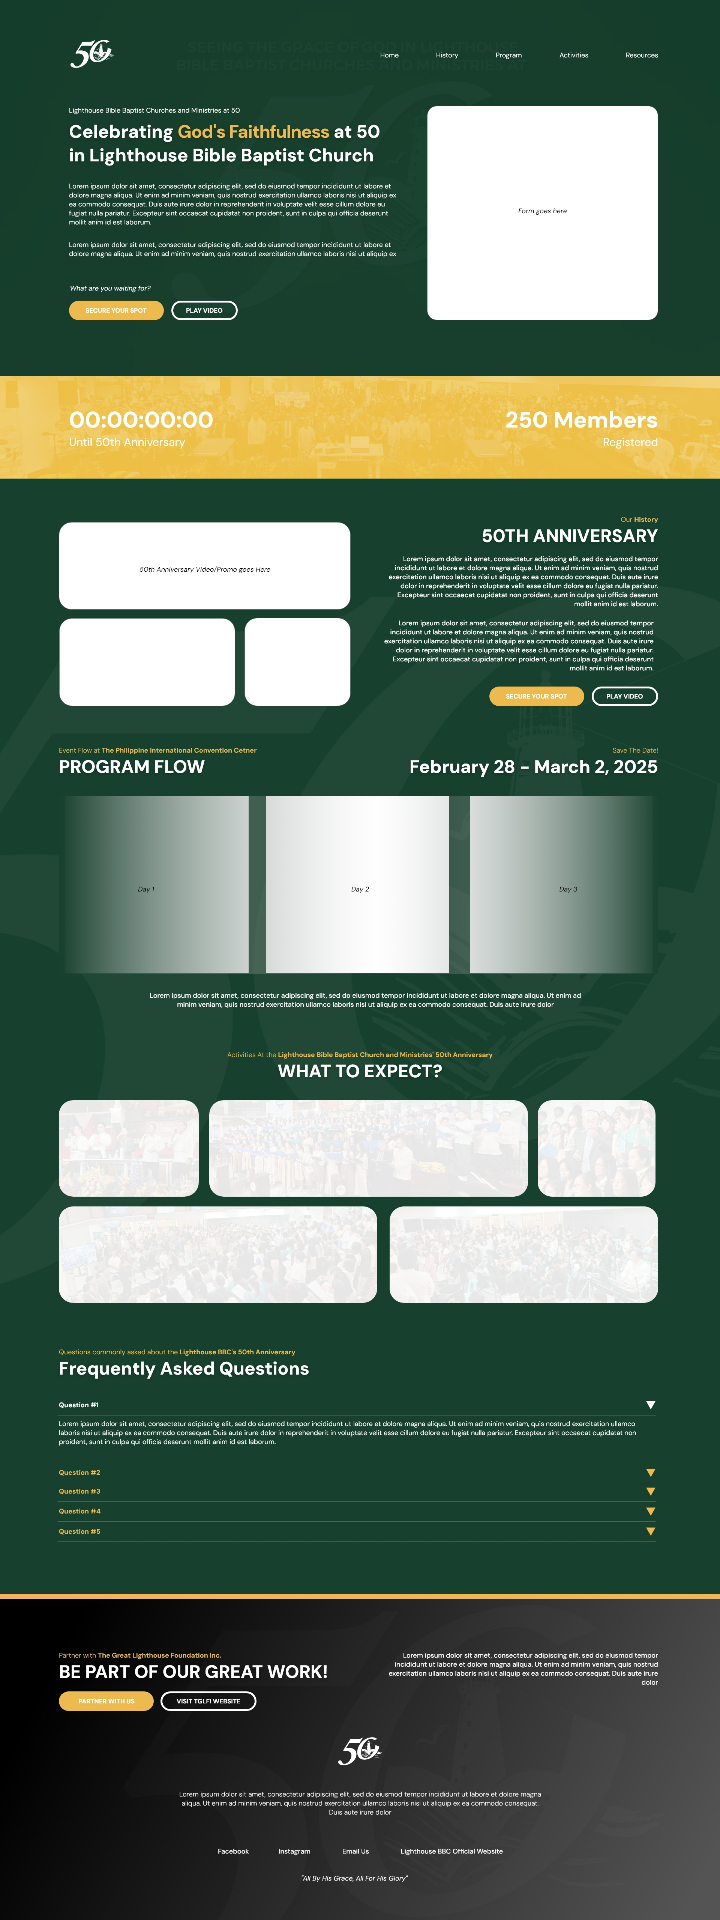 50
SEEING THE GRACE OF GOD IN LIGHTHOUSE
BIBLE BAPTIST CHURCHES AND MINISTRIES AT
Home
History
Program
Activities
Resources
Lighthouse Bible Baptist Churches and Ministries at 50
Celebrating God's Faithfulness at 50
in Lighthouse Bible Baptist Church
Lorem ipsum dolor sit amet, consectetur adipiscing elit, sed do eiusmod tempor incididunt ut labore et
dolore magna aliqua. Ut enim ad minim veniam, quis nostrud exercitation ullamco laboris nisi ut aliquip ex
ea commodo consequat. Duis aute irure dolor in reprehenderit in voluptate velit esse cillum dolore eu
fugiat nulla pariatur. Excepteur sint occaecat cupidatat non proident, sunt in culpa qui officia deserunt
mollit anim id est laborum.
Lorem ipsum dolor sit amet, consectetur adipiscing elit, sed do eiusmod tempor incididunt ut labore et
dolore magna aliqua. Ut enim ad minim veniam, quis nostrud exercitation ullamco laboris nisi ut aliquip ex
What are you waiting for?
SECURE YOUR SPOT
PLAY VIDEO
Form goes here
00:00:00:00
Until 50th Anniversary
250 Members
Registered
50th Anniversary Video/Promo goes Here
Our History
50TH ANNIVERSARY
Lorem ipsum dolor sit amet, consectetur adipiscing elit, sed do eiusmod tempor
incididunt ut labore et dolore magna aliqua. Ut enim ad minim veniam, quis nostrud
exercitation ullamco laboris nisi ut aliquip ex ea commodo consequat. Duis aute irure
dolor in reprehenderit in voluptate velit esse cillum dolore eu fugiat nulla pariatur.
Excepteur sint occaecat cupidatat non proident, sunt in culpa qui officia deserunt
mollit anim id est laborum.
Lorem ipsum dolor sit amet, consectetur adipiscing elit, sed do eiusmod tempor
incididunt ut labore et dolore magna aliqua. Ut enim ad minim veniam, quis nostrud
exercitation ullamco laboris nisi ut aliquip ex ea commodo consequat. Duis aute irure
dolor in reprehenderit in voluptate velit esse cillum dolore eu fugiat nulla pariatur.
Excepteur sint occaecat cupidatat non proident, sunt in culpa qui officia deserunt
mollit anim id est laborum.
SECURE YOUR SPOT
PLAY VIDEO
Event Flow at The Philippine International Convention Cetner
PROGRAM FLOW
Save The Date!
February 28 - March 2, 2025
Day 1
Day 2
Day 3
Lorem ipsum dolor sit amet, consectetur adipiscing elit, sed do eiusmod tempor incididunt ut labore et dolore magna aliqua. Ut enim ad
minim veniam, quis nostrud exercitation ullamco laboris nisi ut aliquip ex ea commodo consequat. Duis aute irure dolor
Activities At the Lighthouse Bible Baptist Church and Ministries' 50th Anniversary
WHAT TO EXPECT?
Questions commonly asked about the Lighthouse BBC's 50th Anniversary
Frequently Asked Questions
Question #1
Lorem ipsum dolor sit amet, consectetur adipiscing elit, sed do eiusmod tempor incididunt ut labore et dolore magna aliqua. Ut enim ad minim veniam, quis nostrud exercitation ullamco
laboris nisi ut aliquip ex ea commodo consequat. Duis aute irure dolor in reprehenderit in voluptate velit esse cillum dolore eu fugiat nulla pariatur. Excepteur sint occaecat cupidatat non
proident, sunt in culpa qui officia deserunt mollit anim id est laborum.
Question #2
Question #3
Question #4
Question #5
Partner with The Great Lighthouse Foundation Inc.
BE PART OF OUR GREAT WORK!
PARTNER WITH US
VISIT TGLFI WEBSITE
Lorem ipsum dolor sit amet, consectetur adipiscing elit, sed do eiusmod tempor
incididunt ut labore et dolore magna aliqua. Ut enim ad minim veniam, quis nostrud
exercitation ullamco laboris nisi ut aliquip ex ea commodo consequat. Duis aute irure
dolor
50
Lorem ipsum dolor sit amet, consectetur adipiscing elit, sed do eiusmod tempor incididunt ut labore et dolore magna
aliqua. Ut enim ad minim veniam, quis nostrud exercitation ullamco laboris nisi ut aliquip ex ea commodo consequat.
Duis aute irure dolor
Facebook
Instagram
Email Us
Lighthouse BBC Official Website
"All By His Grace, All For His Glory"